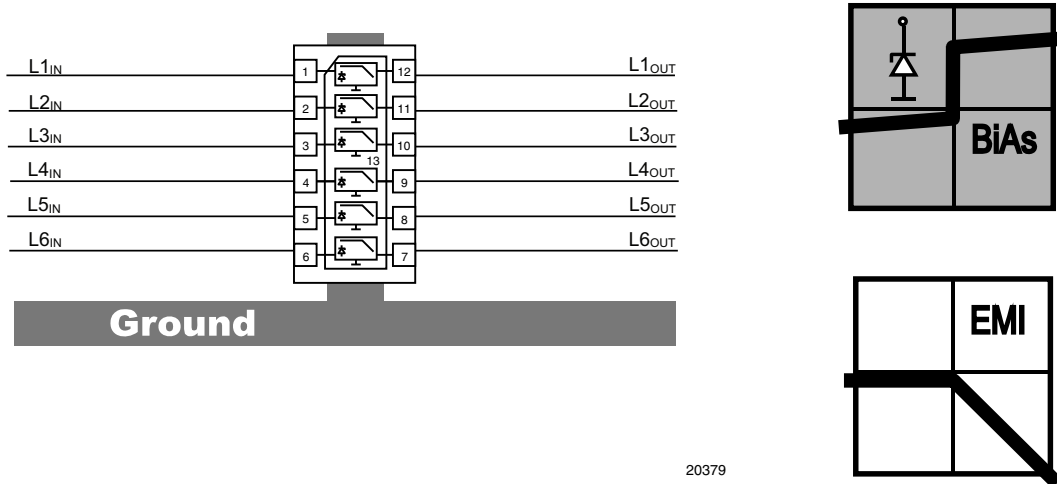 L1IN
L1OUT
1
12
L2IN
L2OUT
2
11
L3IN
L3OUT
3
10
13
L4IN
L4OUT
4
9
L5IN
L5OUT
5
8
L6IN
L6OUT
6
7
Ground
20379
BiAs
EMI